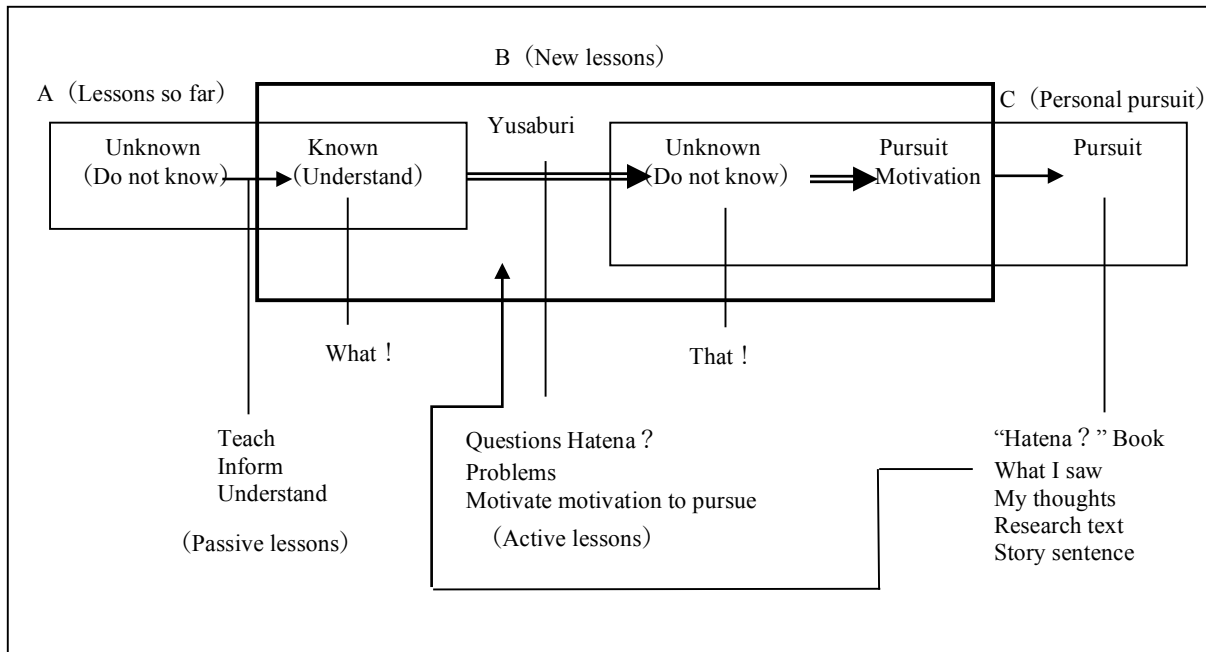 B（New lessons）
A（Lessons so far）
C（Personal pursuit）
Yusaburi
Unknown
(Do not know)
Known
(Understand)
Unknown
(Do not know)
Pursuit
Motivation
Pursuit
What！
That！
Teach
Inform
Understand
（Passive lessons）
Questions Hatena？
Problems
Motivate motivation to pursue
（Active lessons）
“Hatena？” Book
What I saw
My thoughts
Research text
Story sentence